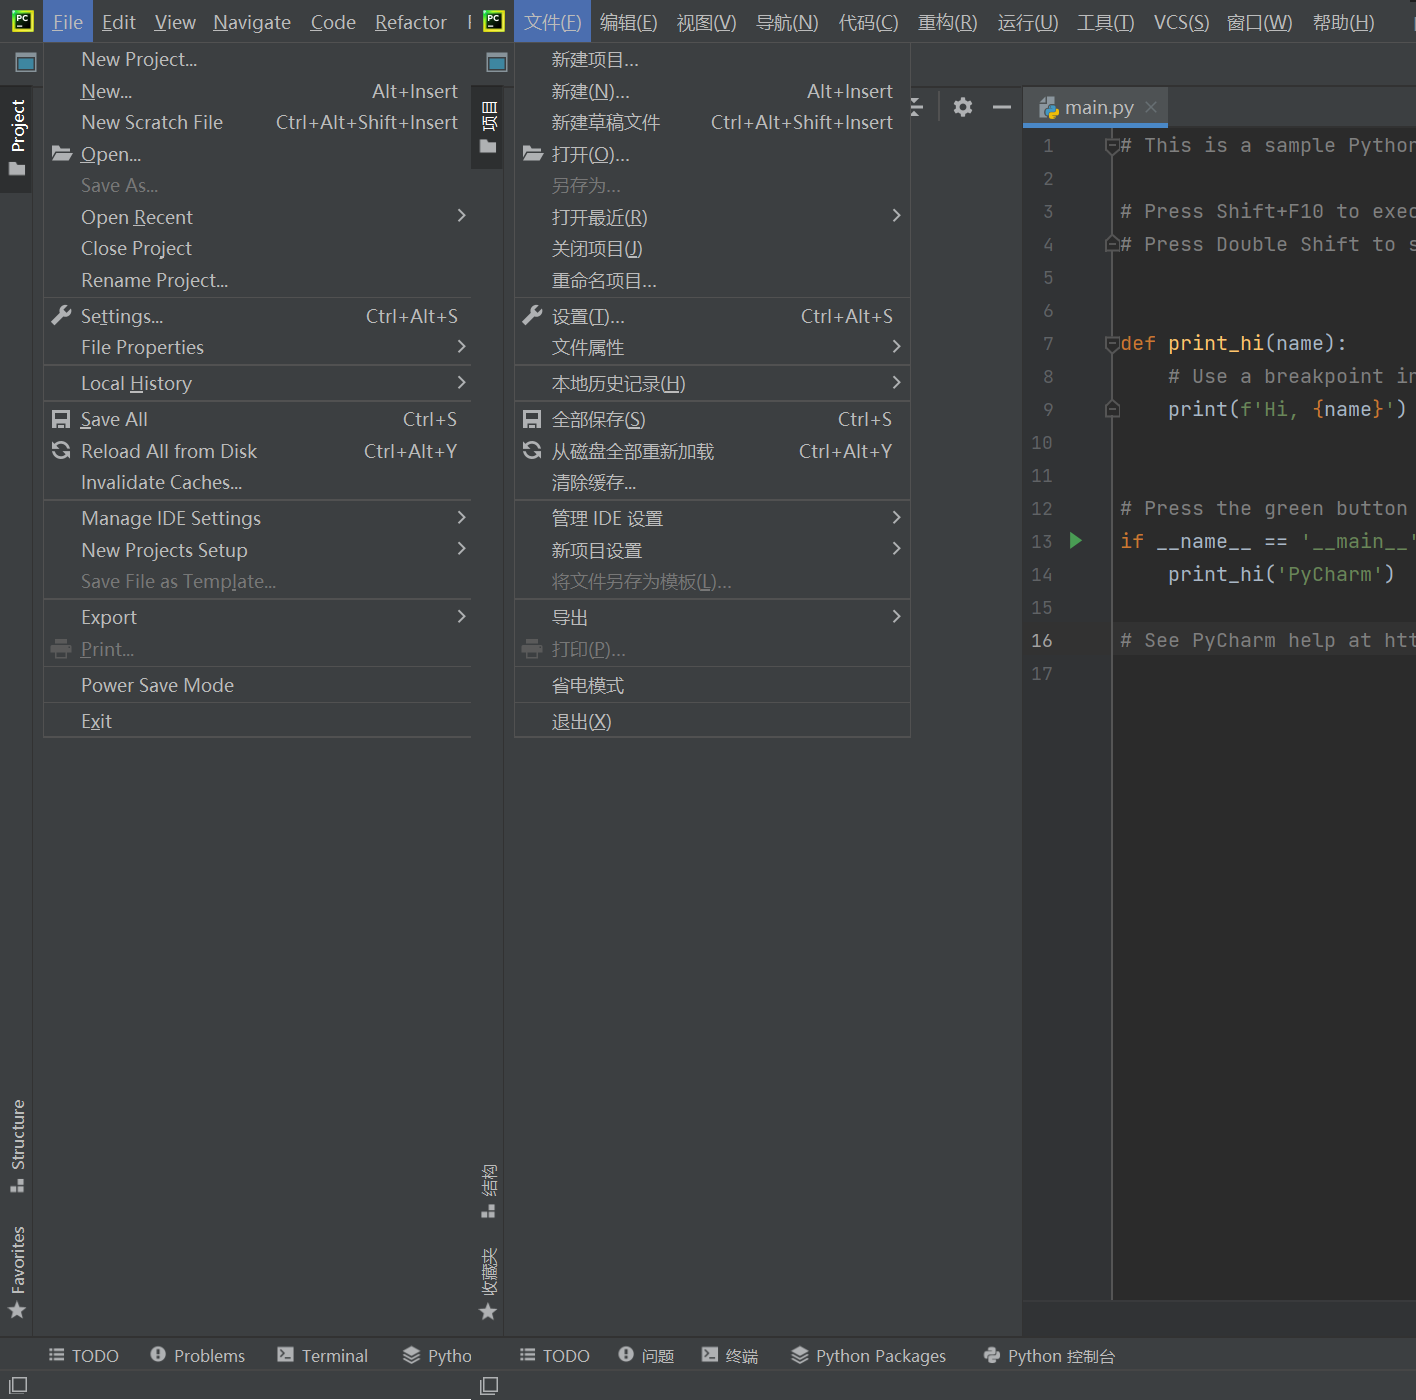 PC File Edit View Navigate Code Refactor
Project
New Project...
New... Alt+Insert
New Scratch File Ctrl+Alt+Shift+Insert
Open...
Save As...
Open Recent
Close Project
Rename Project...
Settings... Ctrl+Alt+S
File Properties
Local History
Save All Ctrl+S
Reload All from Disk Ctrl+Alt+Y
Invalidate Caches...
Manage IDE Settings
New Projects Setup
Save File as Template...
Export
Print...
Power Save Mode
Exit
Structure
Favorites
TODO Problems Terminal Pytho
PC 文件(F) 编辑(E) 视图(V) 导航(N) 代码(C) 重构(R) 运行(U) 工具(T) VCS(S) 窗口(W) 帮助(H)
项目
新建项目...
新建(N)... Alt+Insert
新建草稿文件 Ctrl+Alt+Shift+Insert
打开(O)...
另存为...
打开最近(R)
关闭项目(J)
重命名项目...
设置(T)... Ctrl+Alt+S
文件属性
本地历史记录(H)
全部保存(S) Ctrl+S
从磁盘全部重新加载 Ctrl+Alt+Y
清除缓存...
管理 IDE 设置
新项目设置
将文件另存为模板(L)...
导出
打印(P)...
省电模式
退出(X)
结构
收藏夹
main.py
1 # This is a sample Python
2
3 # Press Shift+F10 to exec
4 # Press Double Shift to s
5
6
7 def print_hi(name):
8 # Use a breakpoint in
9 print(f'Hi, {name}')
10
11
12 # Press the green button
13 if __name__ == '__main__'
14 print_hi('PyCharm')
15
16 # See PyCharm help at htt
17
TODO 问题 终端 Python Packages Python 控制台